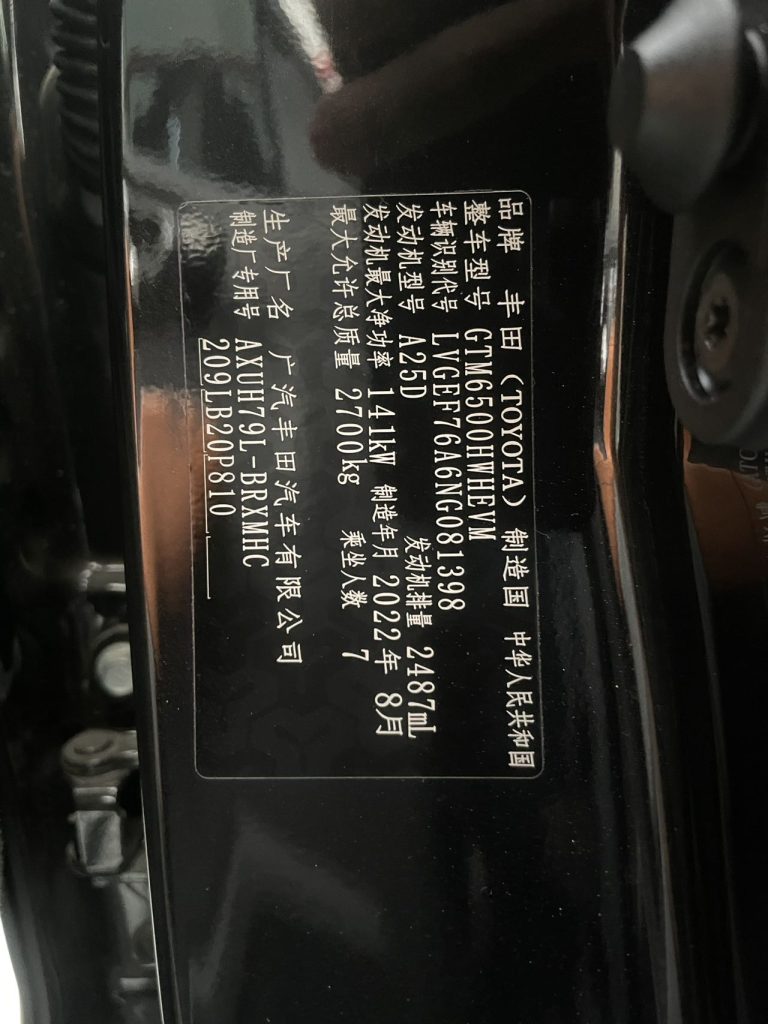 品牌 丰田 (TOYOTA) 制造国 中华人民共和国
整车型号 GTM6500HWHEVM
车辆识别代号 LVGEF76A6NG081398
发动机型号 A25D 发动机排量 2487mL
发动机最大净功率 141kW 制造年月 2022年 8月
最大允许总质量 2700kg 乘坐人数 7
生产厂名 广汽丰田汽车有限公司
制造厂专用号 AXUH79L-BRXMHC
209LB20P810